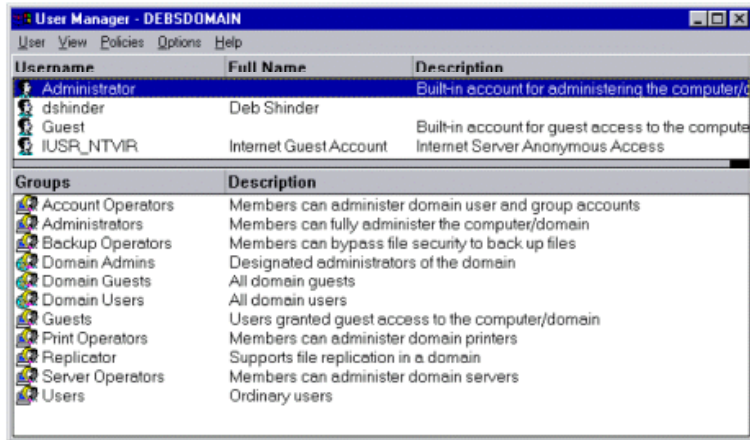 User Manager - DEBSDOMAIN
User View Policies Options Help
Username Full Name Description
Administrator Built-in account for administering the computer/d
dshinder Deb Shinder
Guest Built-in account for guest access to the compute
IUSR_NTVIR Internet Guest Account Internet Server Anonymous Access
Groups Description
Account Operators Members can administer domain user and group accounts
Administrators Members can fully administer the computer/domain
Backup Operators Members can bypass file security to back up files
Domain Admins Designated administrators of the domain
Domain Guests All domain guests
Domain Users All domain users
Guests Users granted guest access to the computer/domain
Print Operators Members can administer domain printers
Replicator Supports file replication in a domain
Server Operators Members can administer domain servers
Users Ordinary users